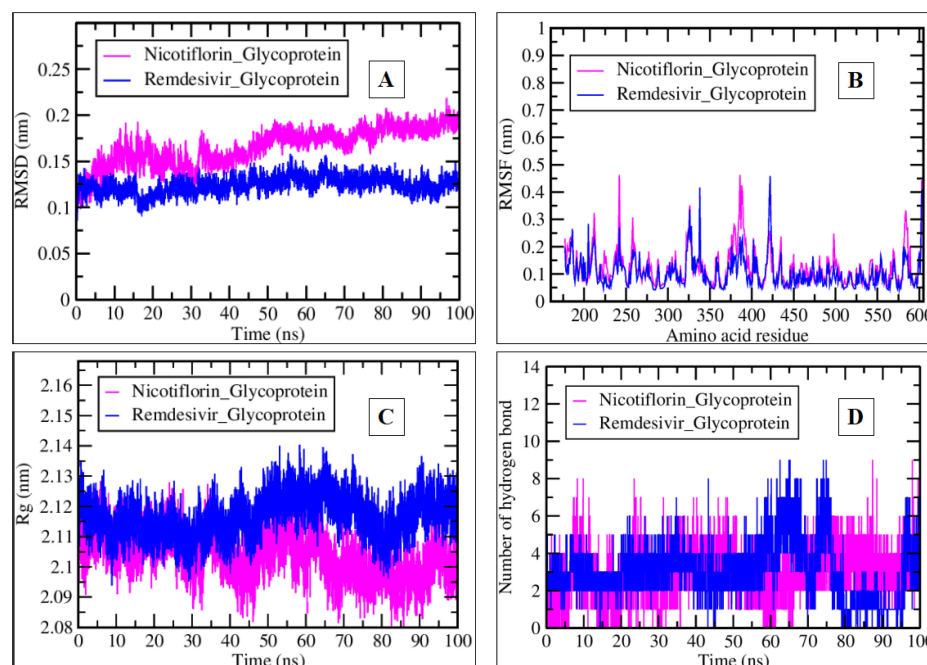 Nicotiflorin_Glycoprotein
Remdesivir_Glycoprotein
A
RMSD (nm)
0.25
0.2
0.15
0.1
0.05
0
0 10 20 30 40 50 60 70 80 90 100
Time (ns)
Nicotiflorin_Glycoprotein
Remdesivir_Glycoprotein
B
RMSF (nm)
1
0.9
0.8
0.7
0.6
0.5
0.4
0.3
0.2
0.1
0
200 250 300 350 400 450 500 550 600
Amino acid residue
Nicotiflorin_Glycoprotein
Remdesivir_Glycoprotein
C
Rg (nm)
2.16
2.15
2.14
2.13
2.12
2.11
2.1
2.09
2.08
0 10 20 30 40 50 60 70 80 90 100
Time (ns)
Nicotiflorin_Glycoprotein
Remdesivir_Glycoprotein
D
Number of hydrogen bond
14
12
10
8
6
4
2
0
0 10 20 30 40 50 60 70 80 90 100
Time (ns)